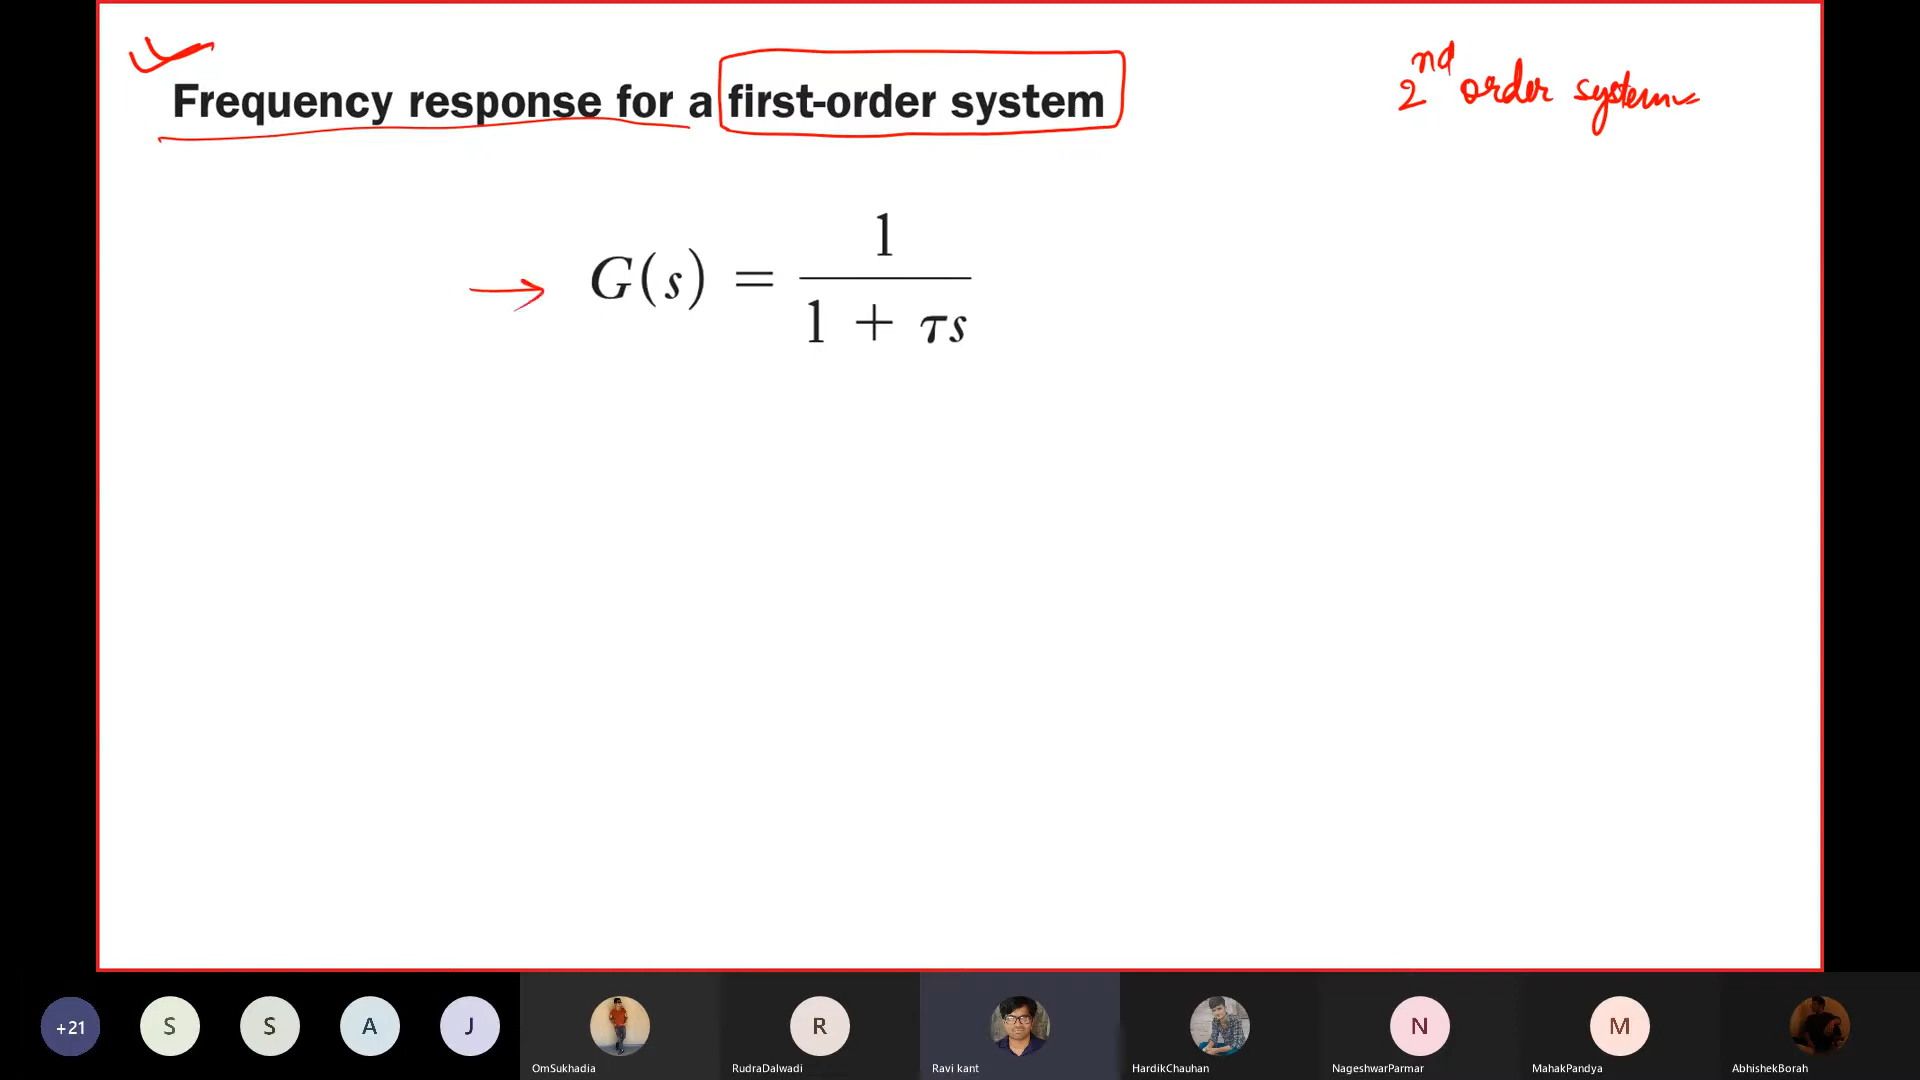 Frequency response for a first-order system
2nd order systems
G(s) = 1 / (1 + τs)
+21
S
S
A
J
OmSukhadia
R
RudraDalwadi
Ravi kant
HardikChauhan
N
NageshwarParmar
M
MahakPandya
AbhishekBorah